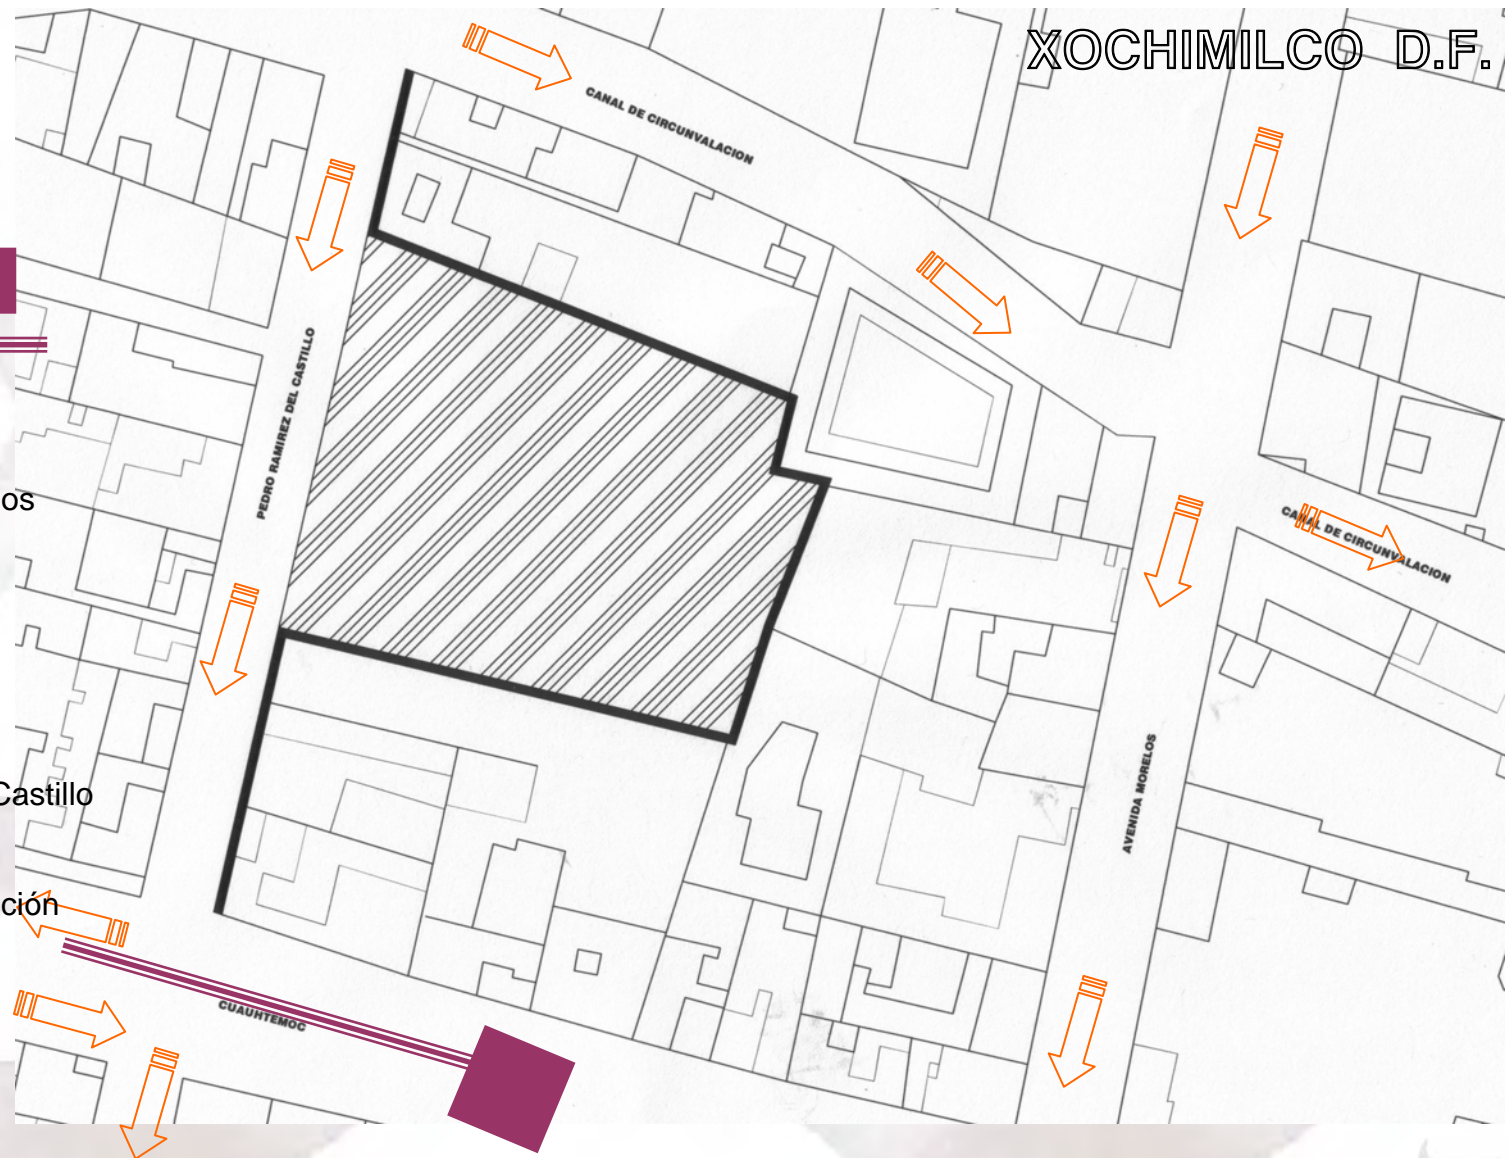 XOCHIMILCO D.F.
CANAL DE CIRCUNVALACION
PEDRO RAMIREZ DEL CASTILLO
os
CANAL DE CIRCUNVALACION
AVENIDA MORELOS
Castillo
ción
CUAUHTEMOC